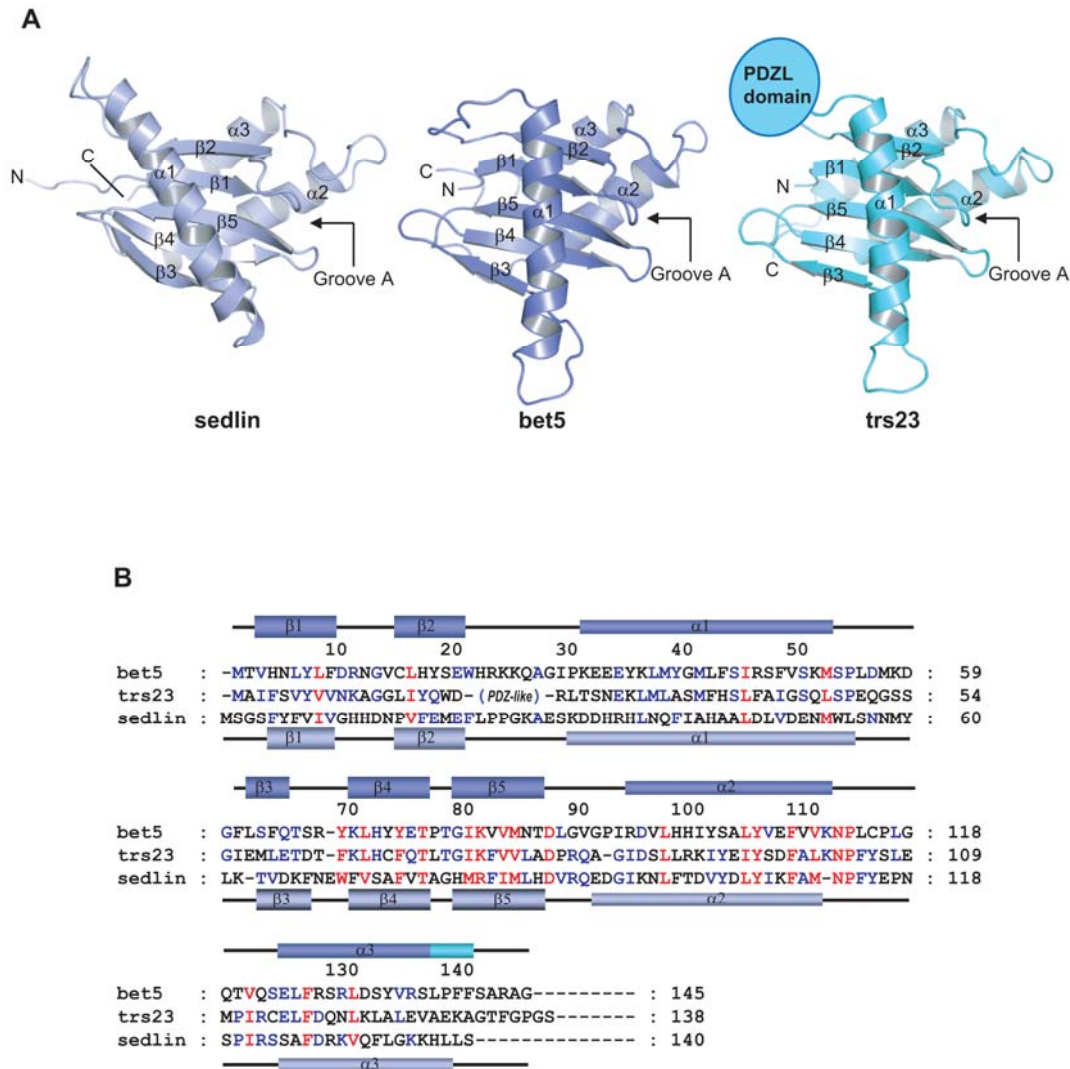 A
PDZL
domain
α3
β2
C
N
α1
β1
α2
β5
β4
β3
Groove A
sedlin
α3
β2
β1
C
N
α2
β5
α1
β4
β3
Groove A
bet5
α3
β2
β1
N
α2
β5
α1
β4
C
β3
Groove A
trs23
B
β1 β2 α1
10 20 30 40 50
bet5 : -MTVHNLYLFDRNGVCLHYSEWHRKKQAGIPKEEEYKLMYGMLFSIRSFVSKMSPLDMKD : 59
trs23 : -MAIFSVYVVNKAGGLIYQWD-(PDZ-like)-RLTSNEKLMLASMFHSLFAIGSQLSPEQGSS : 54
sedlin : MSGSFYFVIVGHHDNPVFEMEFLPPGKAESKDDHRHLNQFIAHAALDLVDENMWLSNNMY : 60
β1 β2 α1
β3 β4 β5 α2
70 80 90 100 110
bet5 : GFLSFQTSR-YKLHYYETPTGIKVVMNTDLGVGPIRDVLHHIYSALYVEFVVKNPLCPLG : 118
trs23 : GIEMLETDT-FKLHCFQTLTGIKFVVLADPRQA-GIDSLLRKIYEIYSDFALKNPFYSLE : 109
sedlin : LK-TVDKFNEWFVSAFVTAGHMRFIMLHDVRQEDGIKNLFTDVYDLYIKFAM-NPFYEPN : 118
β3 β4 β5 α2
α3
130 140
bet5 : QTVQSELFRSRLDSYVRSLPFFSARAG--------- : 145
trs23 : MPIRCELFDQNLKLALEVAEKAGTFGPGS------- : 138
sedlin : SPIRSSAFDRKVQFLGKKHLLS-------------- : 140
α3